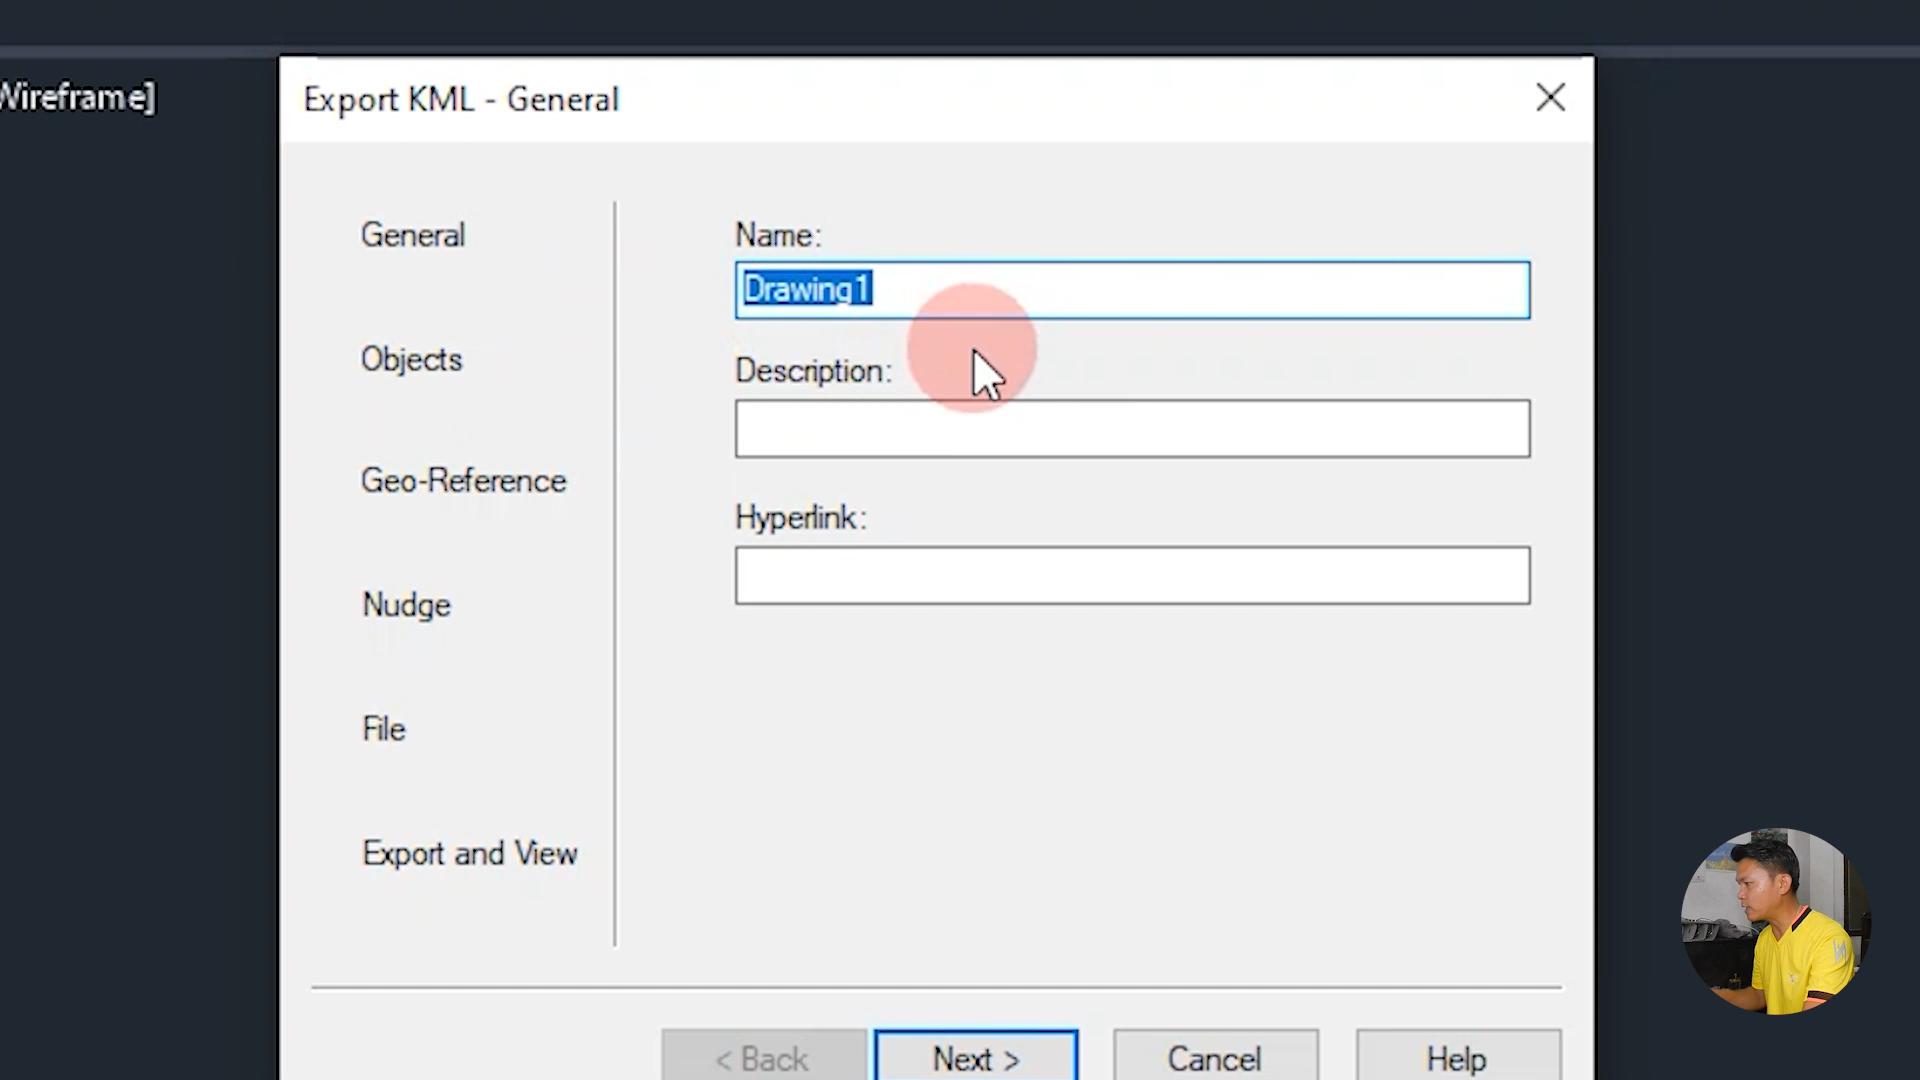 Wireframe]
Export KML - General
General
Objects
Geo-Reference
Nudge
File
Export and View
Name:
Drawing1
Description:
Hyperlink:
< Back
Next >
Cancel
Help